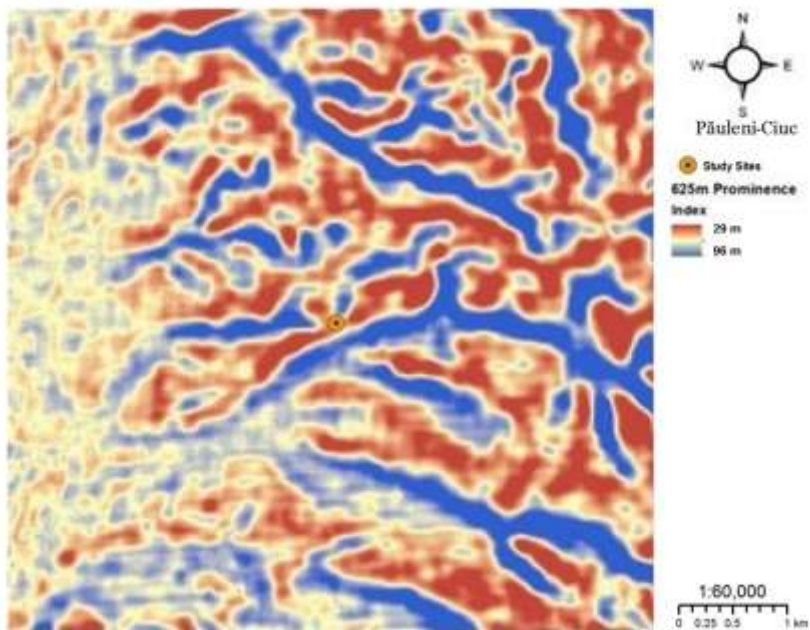 N
W E
S
Păuleni-Ciuc
Study Sites
625m Prominence
Index
29 m
96 m
1:60,000
0 0.25 0.5 1 km